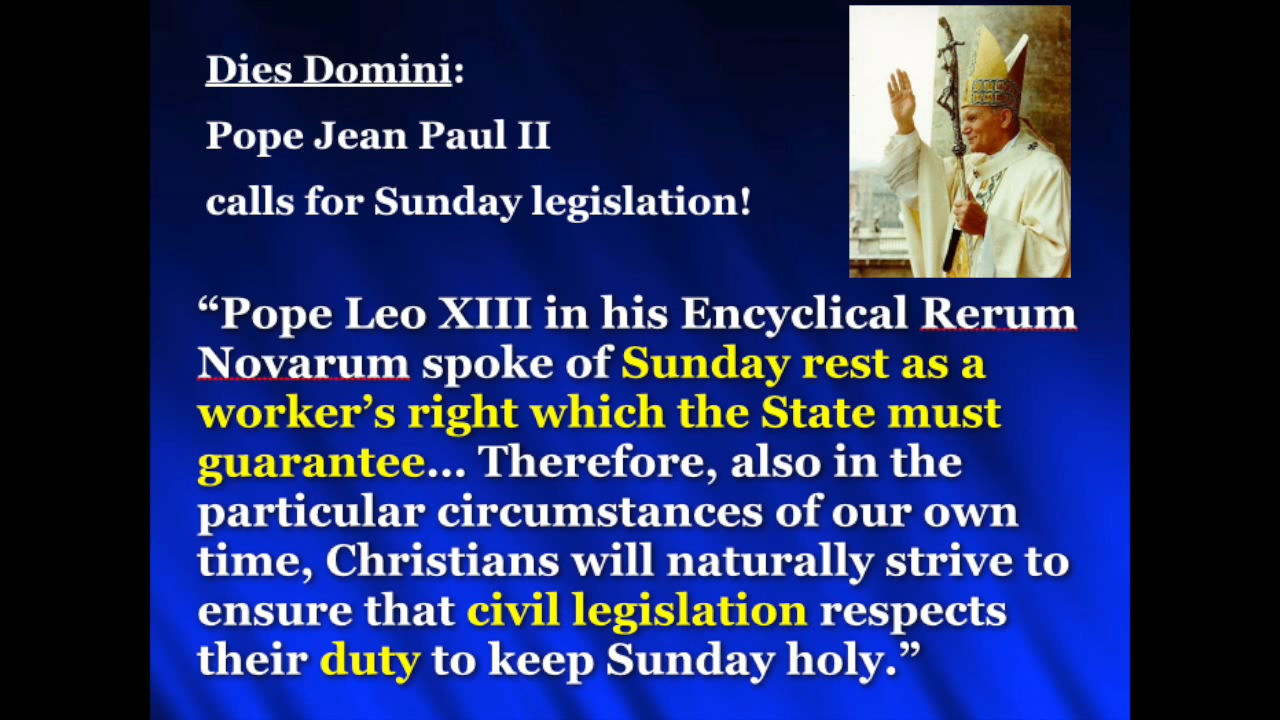 Dies Domini:
Pope Jean Paul II
calls for Sunday legislation!
“Pope Leo XIII in his Encyclical Rerum
Novarum spoke of Sunday rest as a
worker’s right which the State must
guarantee… Therefore, also in the
particular circumstances of our own
time, Christians will naturally strive to
ensure that civil legislation respects
their duty to keep Sunday holy.”